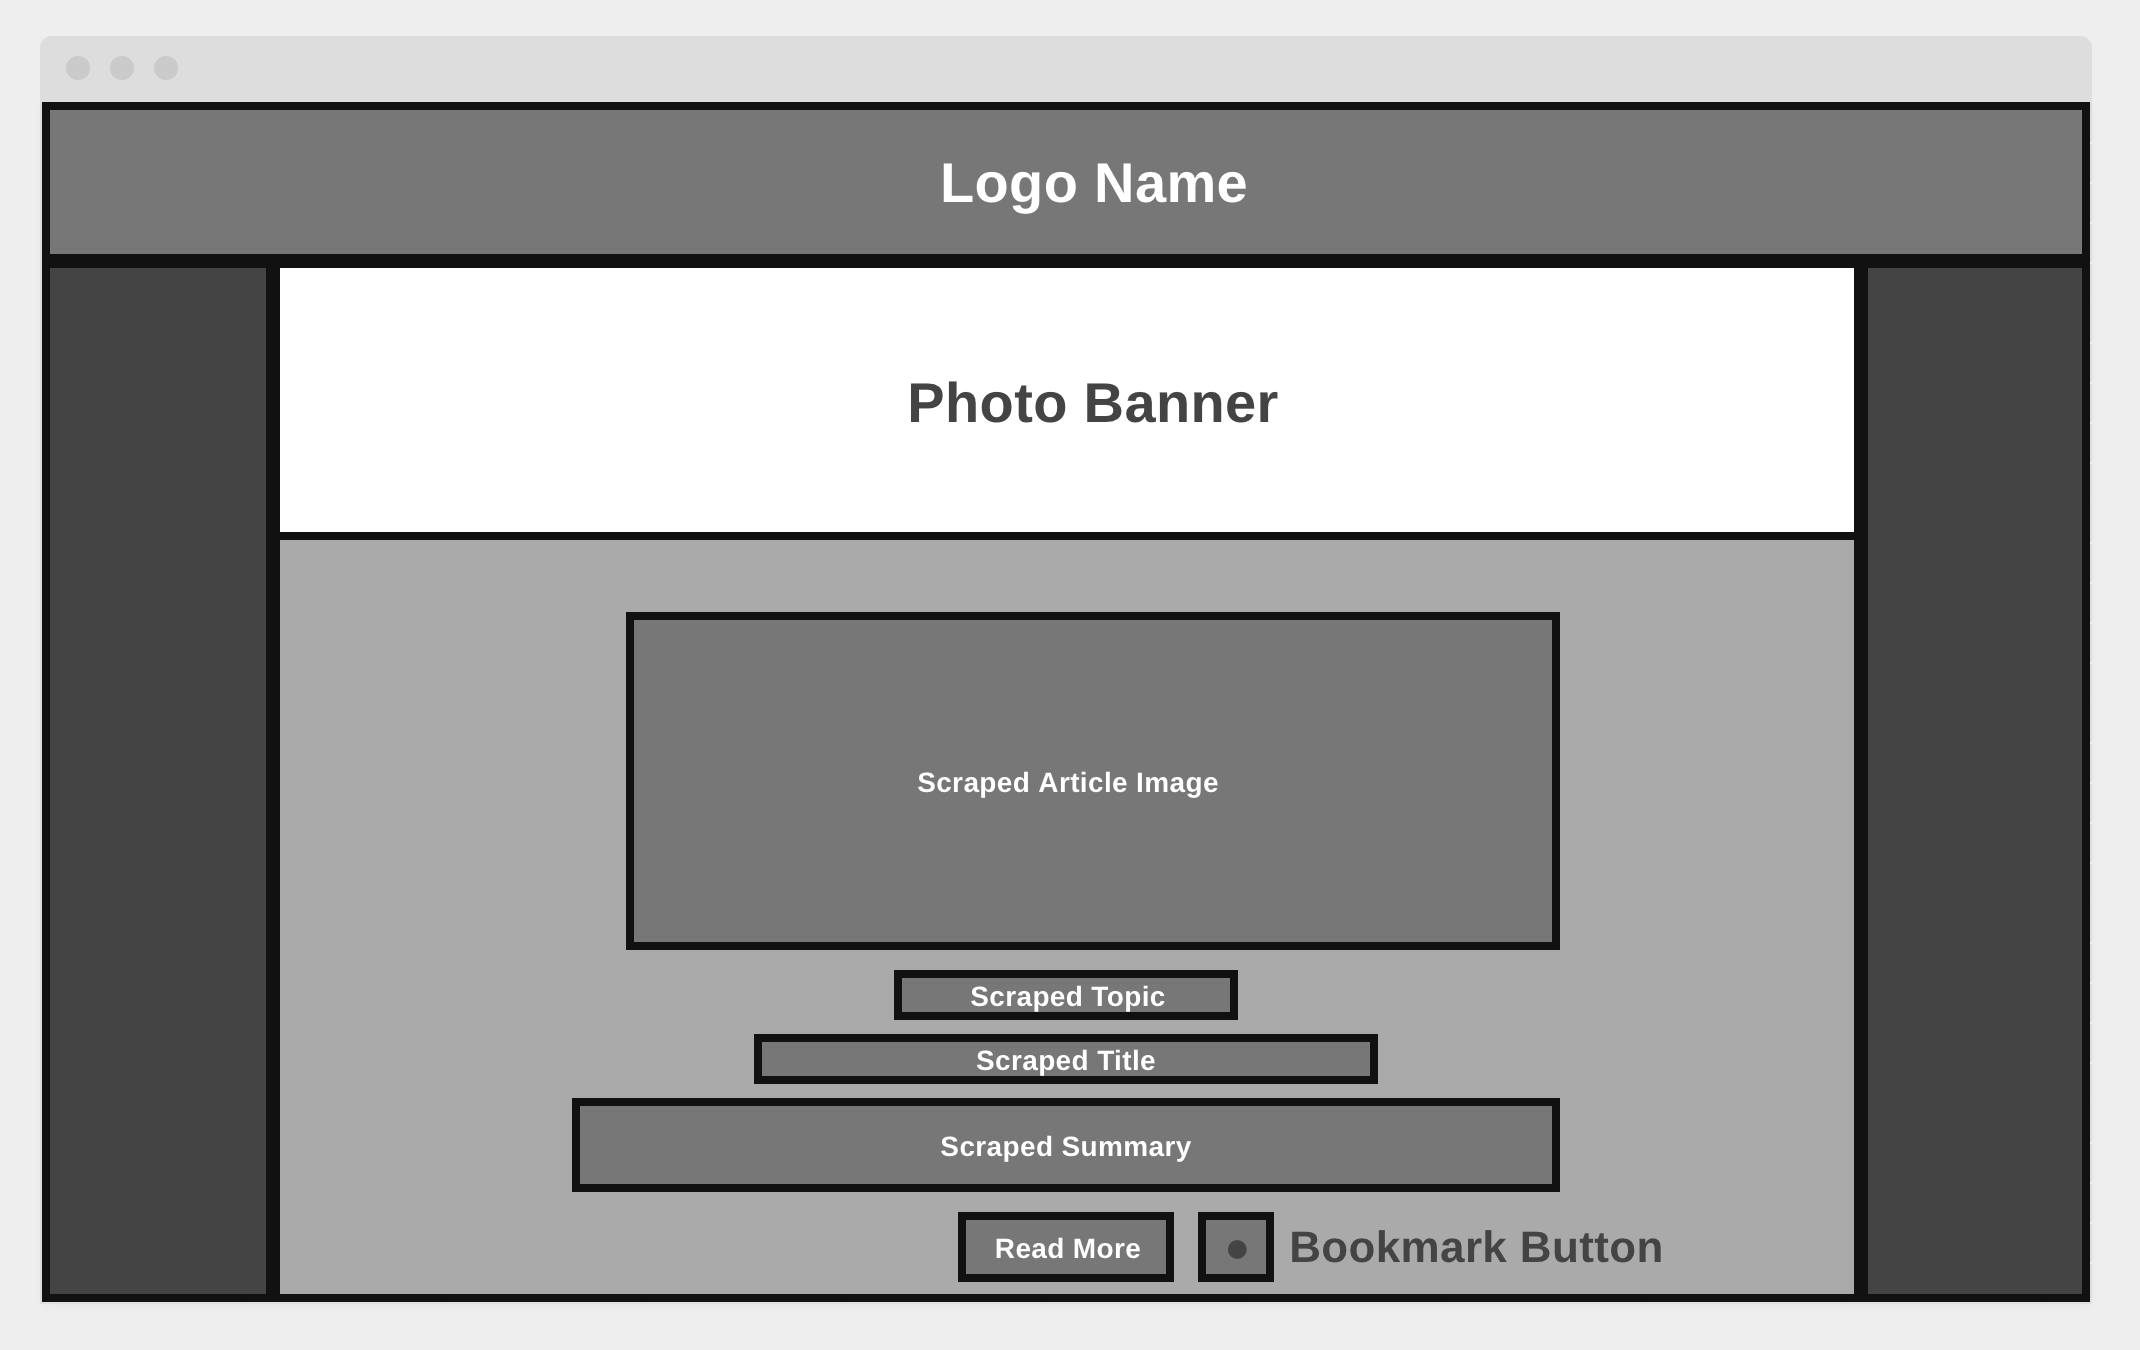 Logo Name
Photo Banner
Scraped Article Image
Scraped Topic
Scraped Title
Scraped Summary
Read More
Bookmark Button